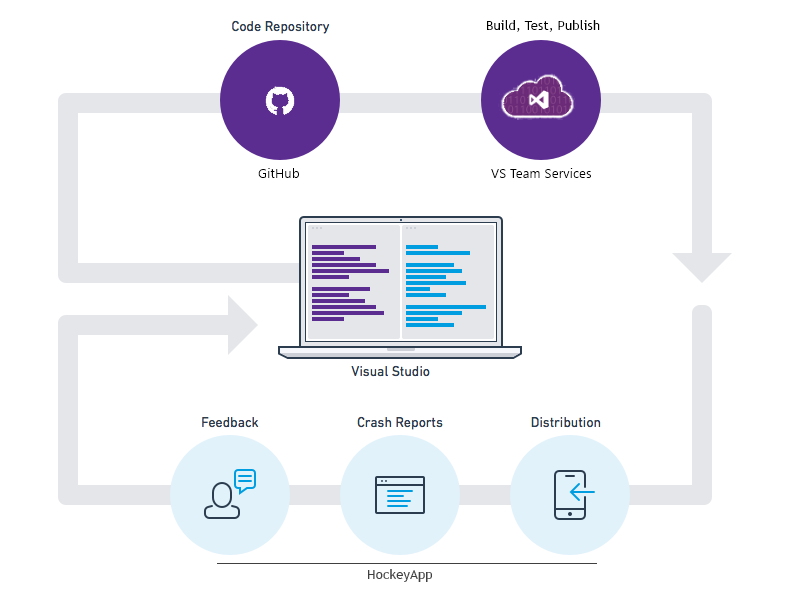 Code Repository
Build, Test, Publish
GitHub
VS Team Services
Visual Studio
Feedback
Crash Reports
Distribution
HockeyApp